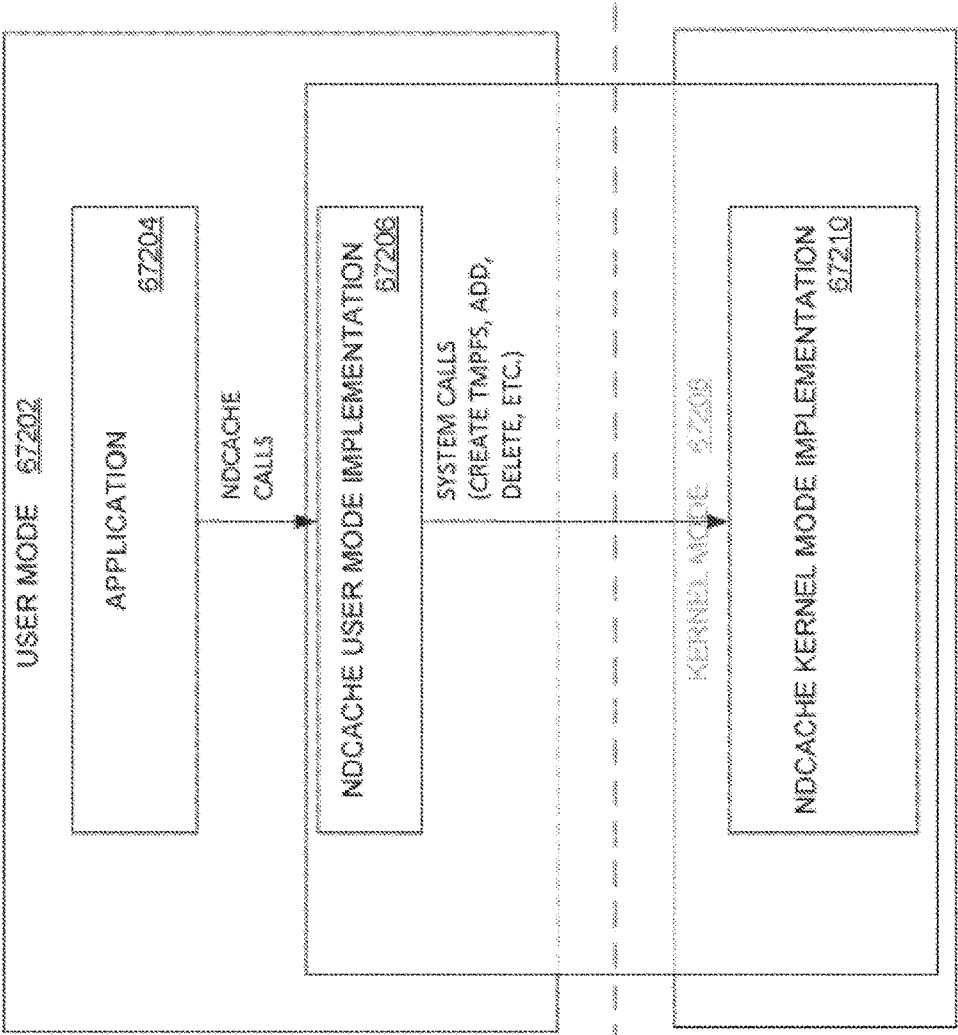 USER MODE 67202
APPLICATION
67204
NDCACHE
CALLS
NDCACHE USER MODE IMPLEMENTATION
67206
SYSTEM CALLS
(CREATE TMPFS, ADD,
DELETE, ETC.)
KERNEL MODE 67208
NDCACHE KERNEL MODE IMPLEMENTATION
67210